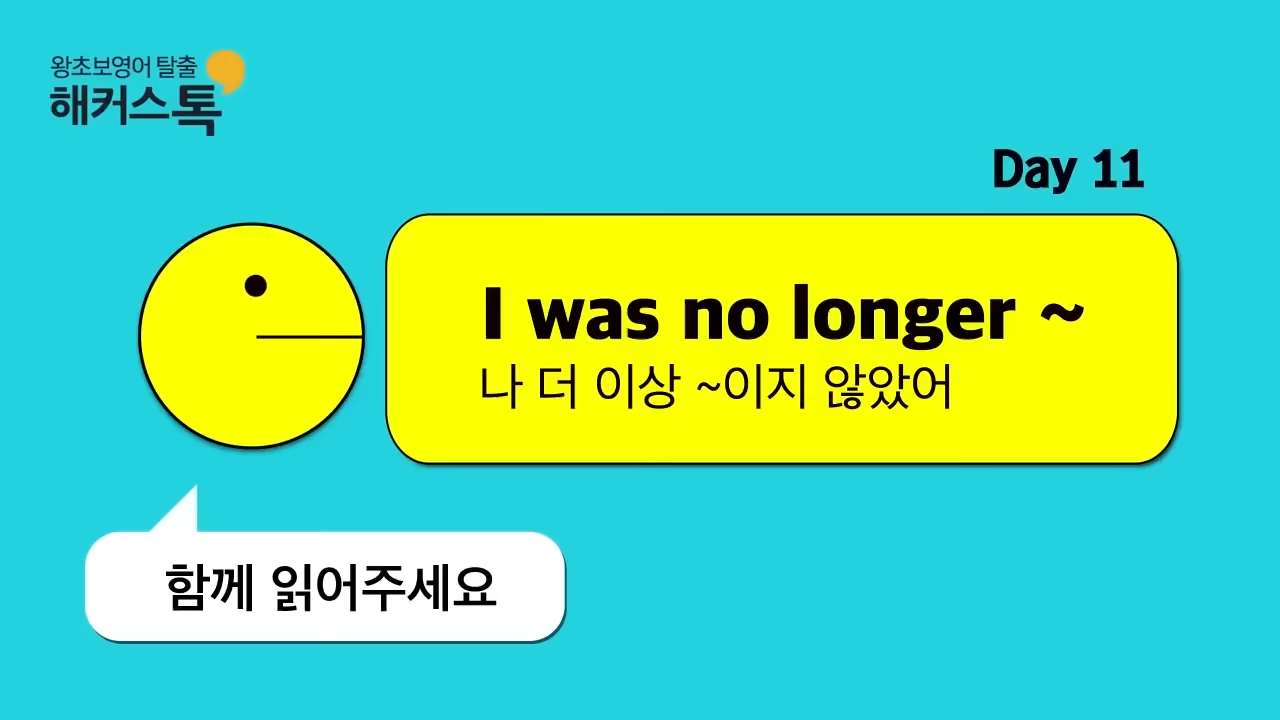 왕초보영어 탈출
해커스톡
Day 11
I was no longer ~
나 더 이상 ~이지 않았어
함께 읽어주세요